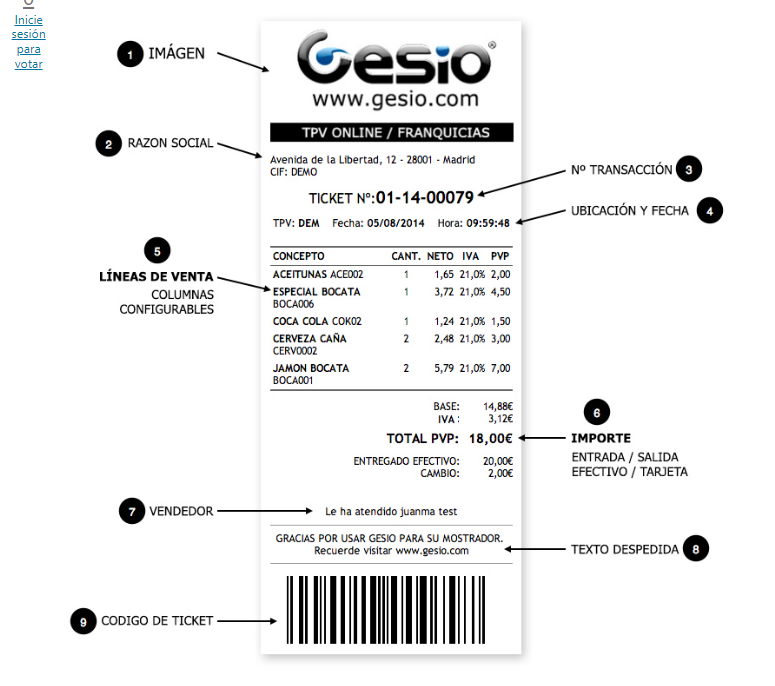 Inicie
sesión
para
votar
1 IMÁGEN
Gesio®
www.gesio.com
TPV ONLINE / FRANQUICIAS
2 RAZON SOCIAL
Avenida de la Libertad, 12 - 28001 - Madrid
CIF: DEMO
Nº TRANSACCIÓN 3
TICKET Nº:01-14-00079
UBICACIÓN Y FECHA 4
TPV: DEM Fecha: 05/08/2014 Hora: 09:59:48
5
LÍNEAS DE VENTA
COLUMNAS
CONFIGURABLES
CONCEPTO CANT. NETO IVA PVP
ACEITUNAS ACE002 1 1,65 21,0% 2,00
ESPECIAL BOCATA 1 3,72 21,0% 4,50
BOCA006
COCA COLA COK02 1 1,24 21,0% 1,50
CERVEZA CAÑA 2 2,48 21,0% 3,00
CERV0002
JAMON BOCATA 2 5,79 21,0% 7,00
BOCA001
BASE: 14,88€
IVA : 3,12€
TOTAL PVP: 18,00€
6
IMPORTE
ENTRADA / SALIDA
EFECTIVO / TARJETA
ENTREGADO EFECTIVO: 20,00€
CAMBIO: 2,00€
7 VENDEDOR
Le ha atendido juanma test
GRACIAS POR USAR GESIO PARA SU MOSTRADOR.
Recuerde visitar www.gesio.com
TEXTO DESPEDIDA 8
9 CODIGO DE TICKET